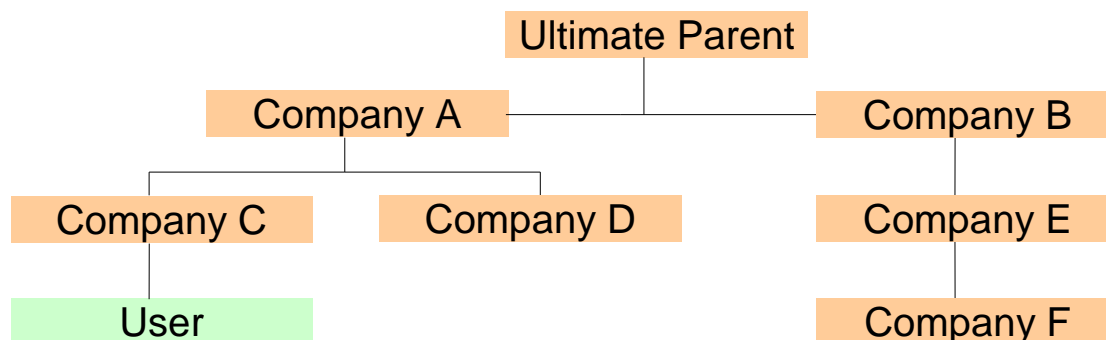 Ultimate Parent
Company A
Company B
Company C
Company D
Company E
User
Company F